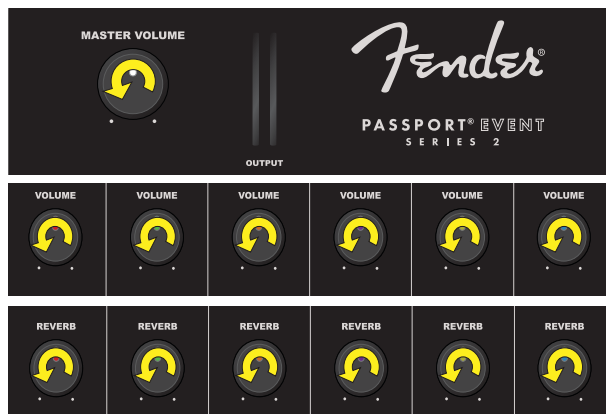 MASTER VOLUME
Fender®
PASSPORT® EVENT
SERIES 2
OUTPUT
VOLUME VOLUME VOLUME VOLUME VOLUME VOLUME
REVERB REVERB REVERB REVERB REVERB REVERB